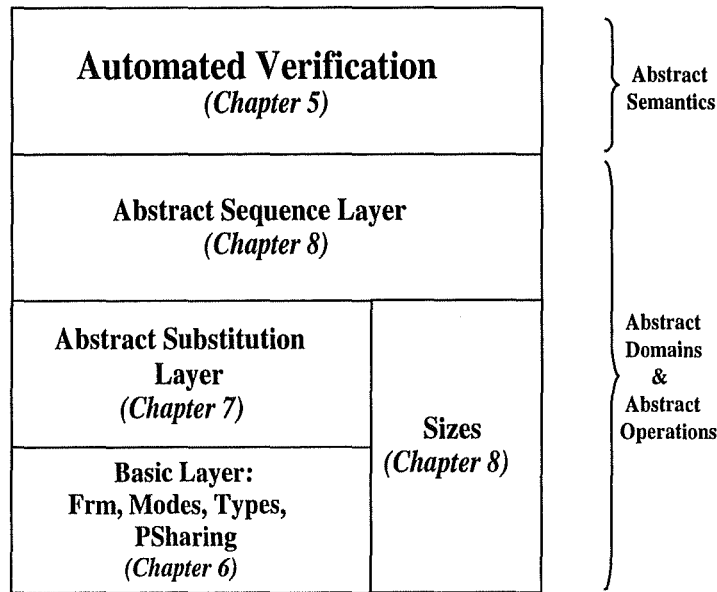 Automated Verification
(Chapter 5)
Abstract
Semantics
Abstract Sequence Layer
(Chapter 8)
Abstract Substitution
Layer
(Chapter 7)
Sizes
(Chapter 8)
Basic Layer:
Frm, Modes, Types,
PSharing
(Chapter 6)
Abstract
Domains
&
Abstract
Operations